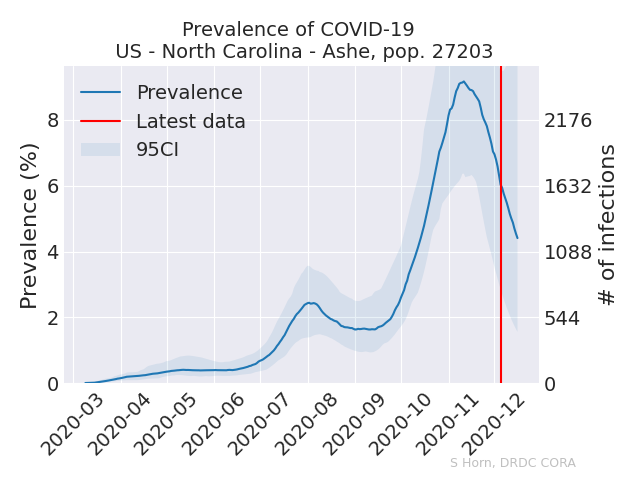 Prevalence of COVID-19
US - North Carolina - Ashe, pop. 27203
Prevalence
Latest data
95CI
Prevalence (%)
8
6
4
2
0
2176
1632
1088
544
0
# of infections
2020-03
2020-04
2020-05
2020-06
2020-07
2020-08
2020-09
2020-10
2020-11
2020-12
S Horn, DRDC CORA